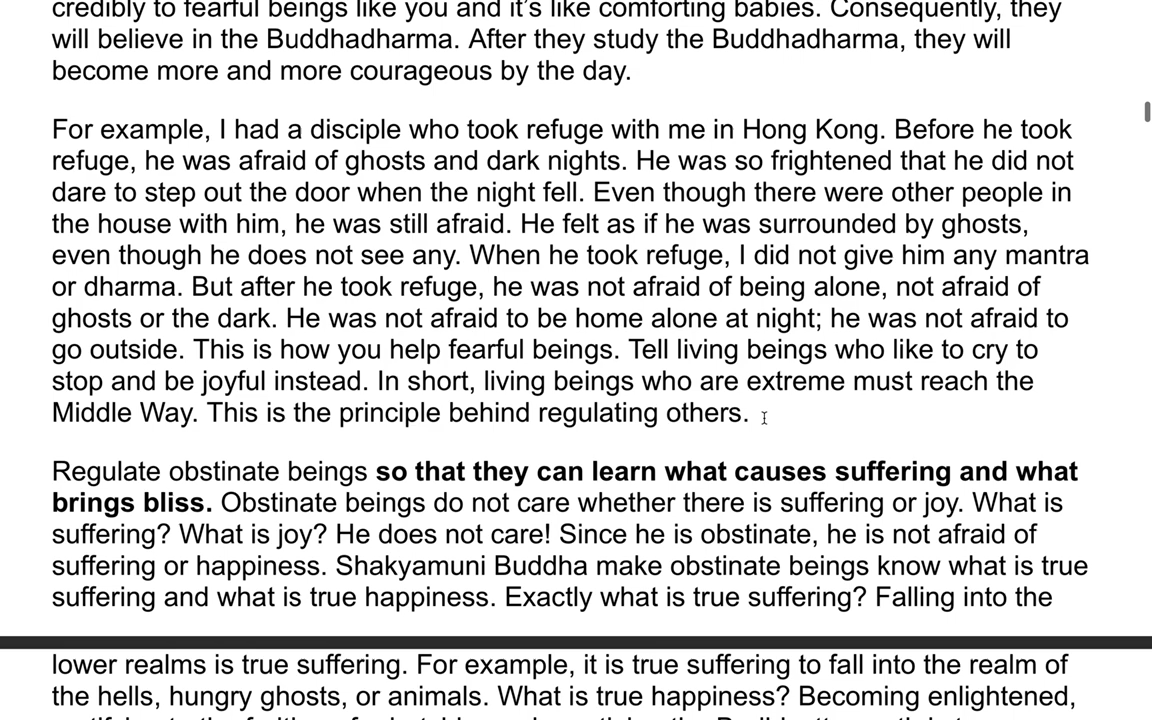 credibly to fearful beings like you and it’s like comforting babies. Consequently, they
will believe in the Buddhadharma. After they study the Buddhadharma, they will
become more and more courageous by the day.
For example, I had a disciple who took refuge with me in Hong Kong. Before he took
refuge, he was afraid of ghosts and dark nights. He was so frightened that he did not
dare to step out the door when the night fell. Even though there were other people in
the house with him, he was still afraid. He felt as if he was surrounded by ghosts,
even though he does not see any. When he took refuge, I did not give him any mantra
or dharma. But after he took refuge, he was not afraid of being alone, not afraid of
ghosts or the dark. He was not afraid to be home alone at night; he was not afraid to
go outside. This is how you help fearful beings. Tell living beings who like to cry to
stop and be joyful instead. In short, living beings who are extreme must reach the
Middle Way. This is the principle behind regulating others.
Regulate obstinate beings so that they can learn what causes suffering and what
brings bliss. Obstinate beings do not care whether there is suffering or joy. What is
suffering? What is joy? He does not care! Since he is obstinate, he is not afraid of
suffering or happiness. Shakyamuni Buddha make obstinate beings know what is true
suffering and what is true happiness. Exactly what is true suffering? Falling into the
lower realms is true suffering. For example, it is true suffering to fall into the realm of
the hells, hungry ghosts, or animals. What is true happiness? Becoming enlightened,